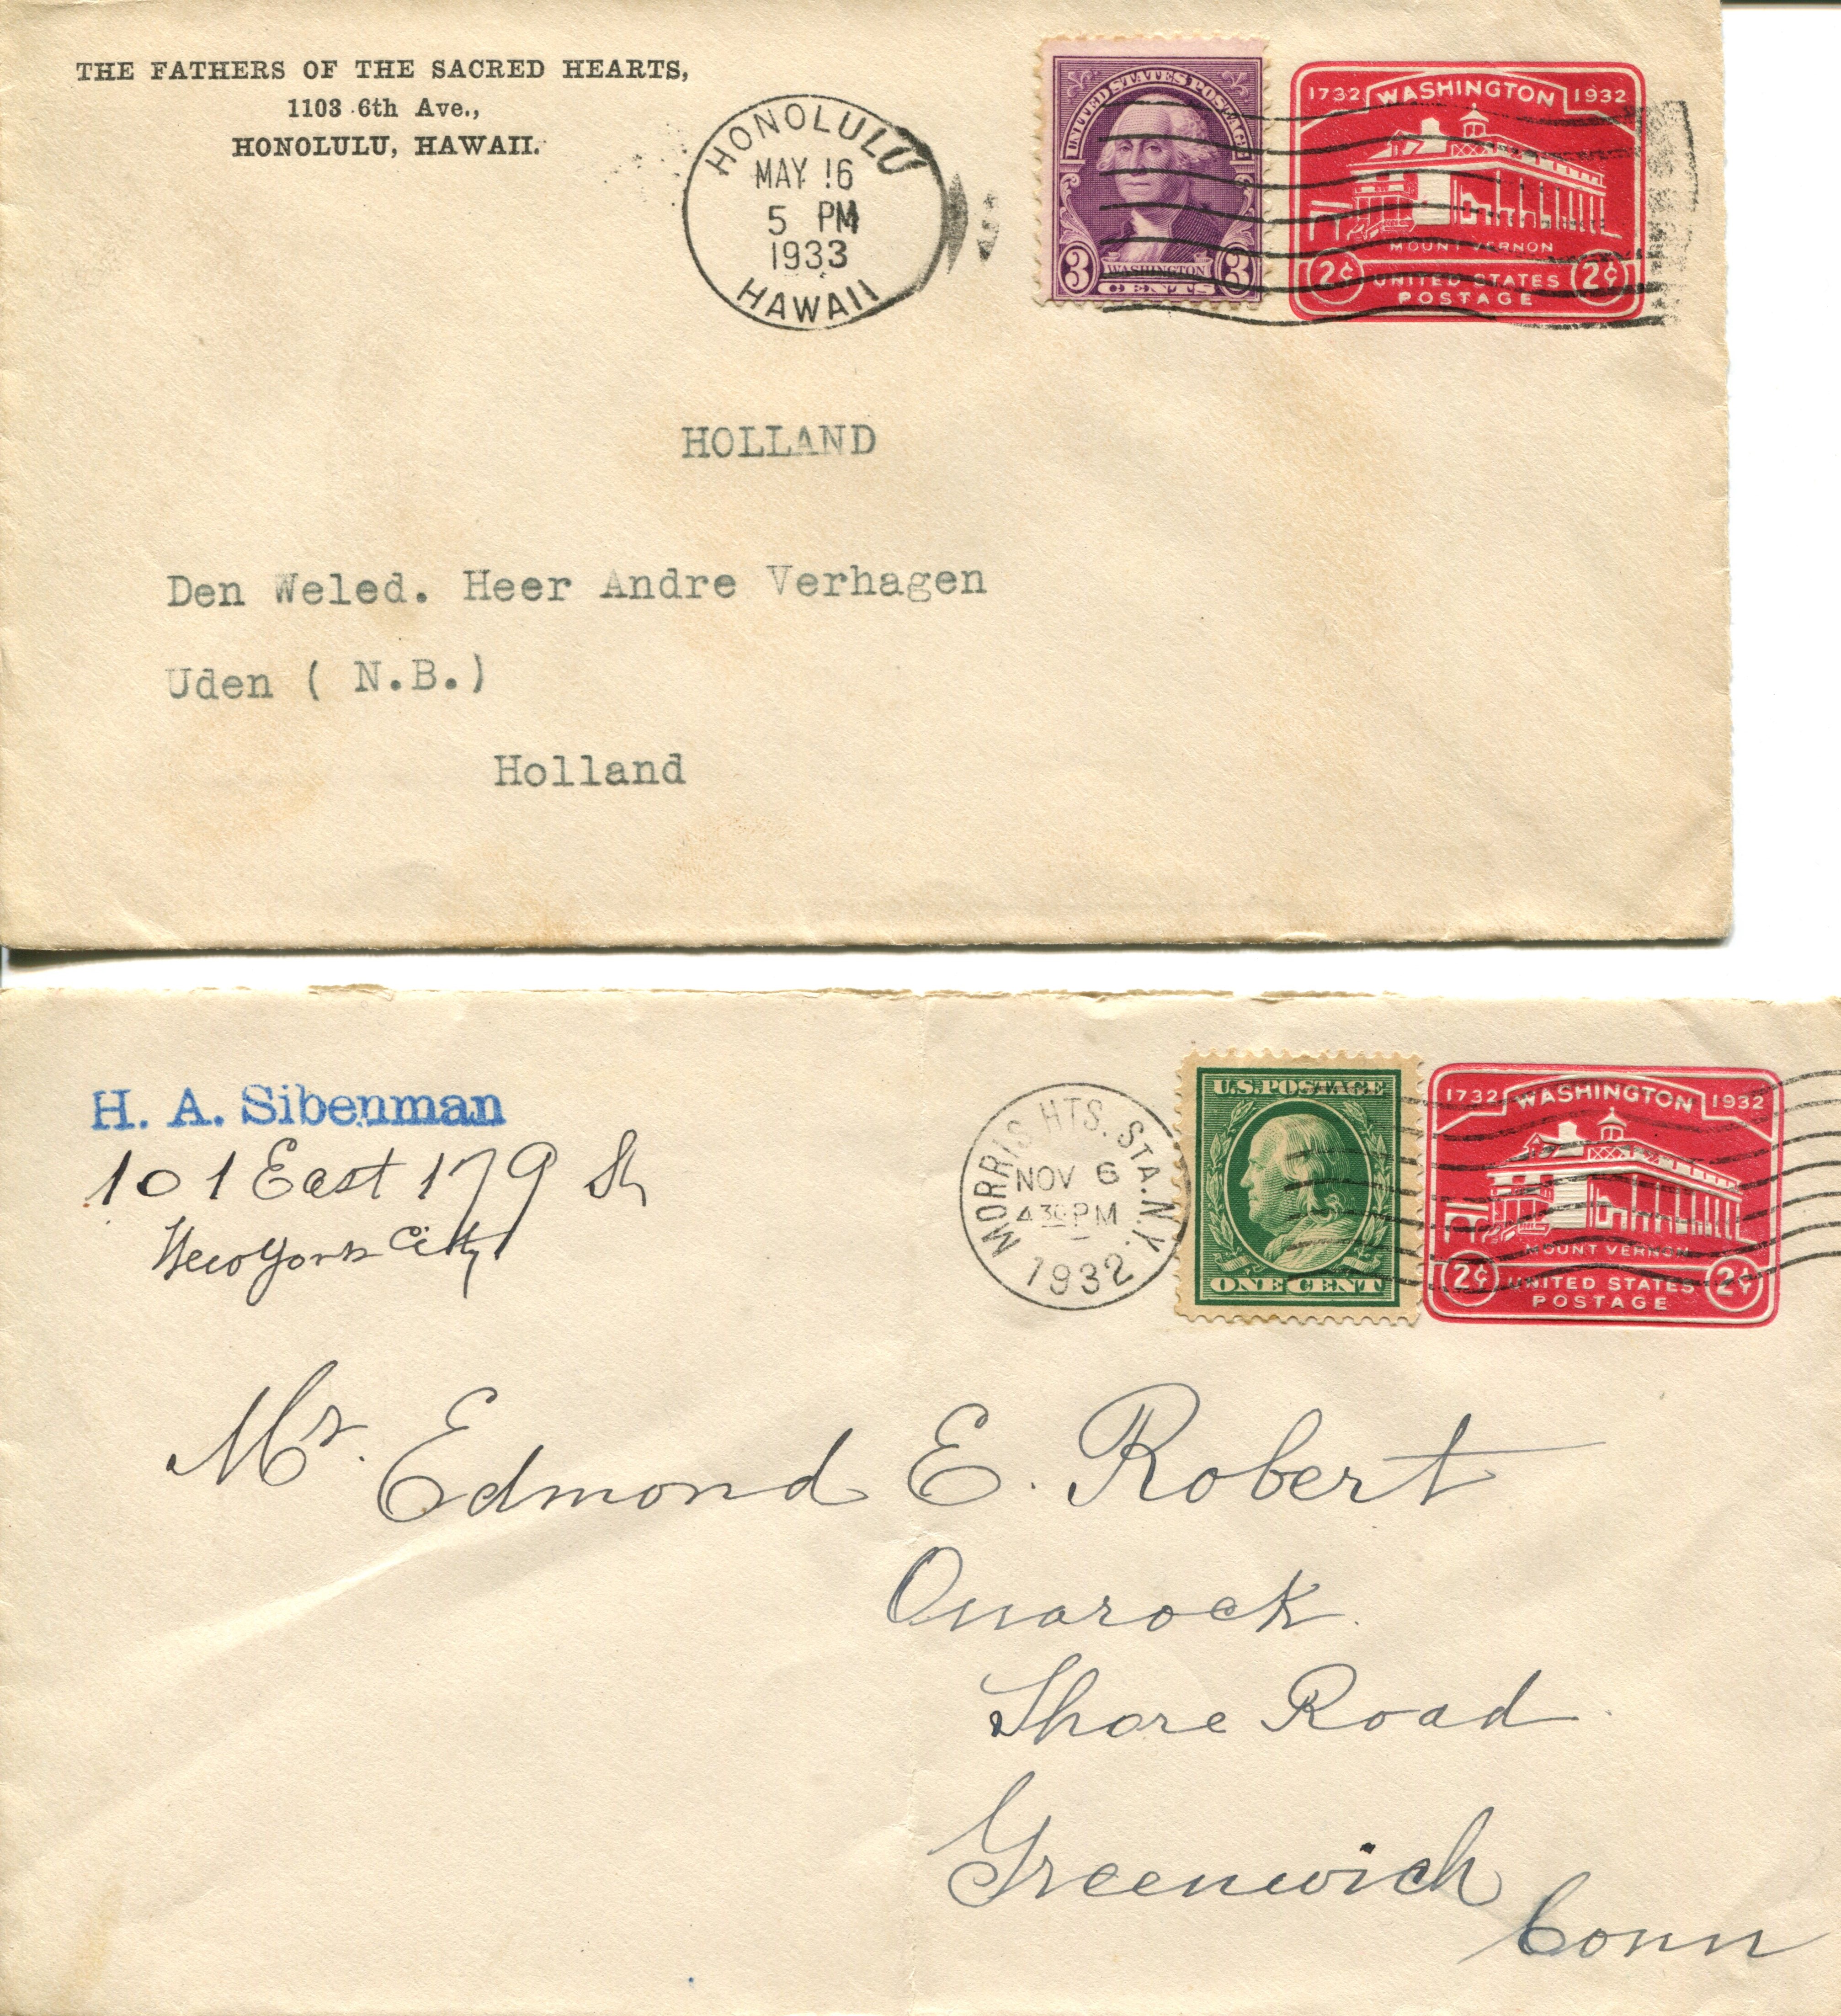 THE FATHERS OF THE SACRED HEARTS,
1103 6th Ave.,
HONOLULU, HAWAII.
HONOLULU
MAY 16
5 PM
1933
HAWAII
UNITED STATES POSTAGE
3 WASHINGTON 3
CENTS
1732 WASHINGTON 1932
MOUNT VERNON
2¢ UNITED STATES 2¢
POSTAGE
HOLLAND
Den Weled. Heer Andre Verhagen
Uden ( N.B.)
Holland
H. A. Sibenman
101 East 179 St
New York City
MORRIS HTS. STA. N.Y.
NOV 6
4 30 PM
1932
U.S. POSTAGE
ONE CENT
1732 WASHINGTON 1932
MOUNT VERNON
2¢ UNITED STATES 2¢
POSTAGE
Mr. Edmond E. Robert
Shore Road
Greenwich
Conn